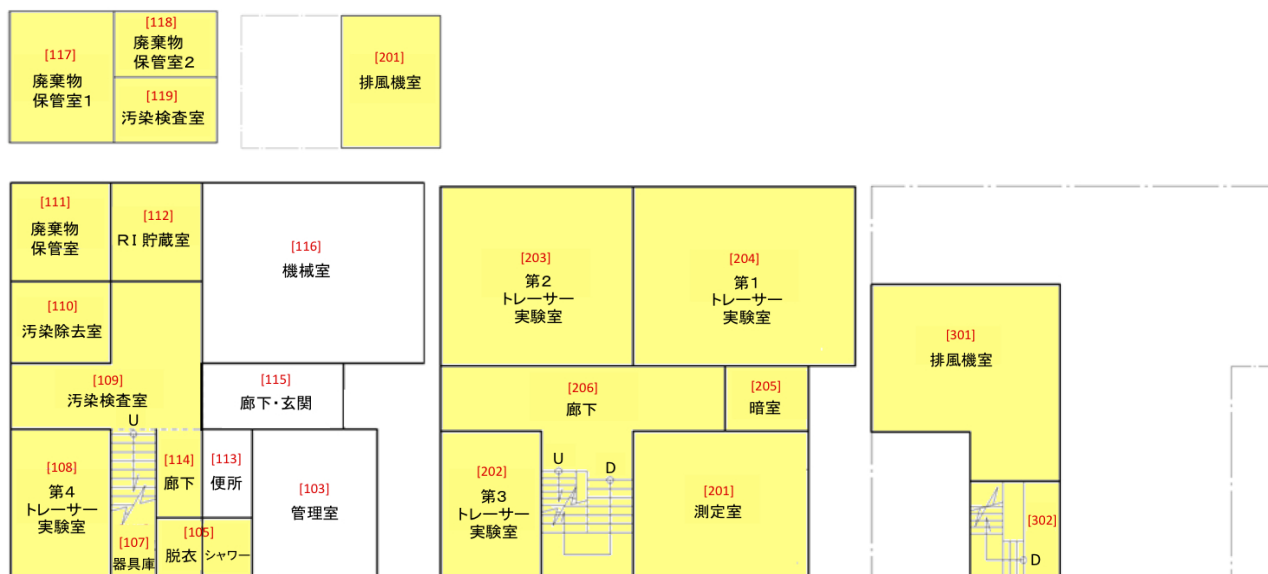 [117]
廃棄物
保管室1
[118]
廃棄物
保管室2
[119]
汚染検査室
[201]
排風機室
[111]
廃棄物
保管室
[112]
RI 貯蔵室
[116]
機械室
[110]
汚染除去室
[109]
汚染検査室
U
[115]
廊下・玄関
[108]
第4
トレーサー
実験室
[114]
廊下
[113]
便所
[103]
管理室
[107]
器具庫
[105]
脱衣
シャワー
[203]
第2
トレーサー
実験室
[204]
第1
トレーサー
実験室
[206]
廊下
[205]
暗室
[202]
第3
トレーサー
実験室
U
D
[201]
測定室
[301]
排風機室
[302]
D